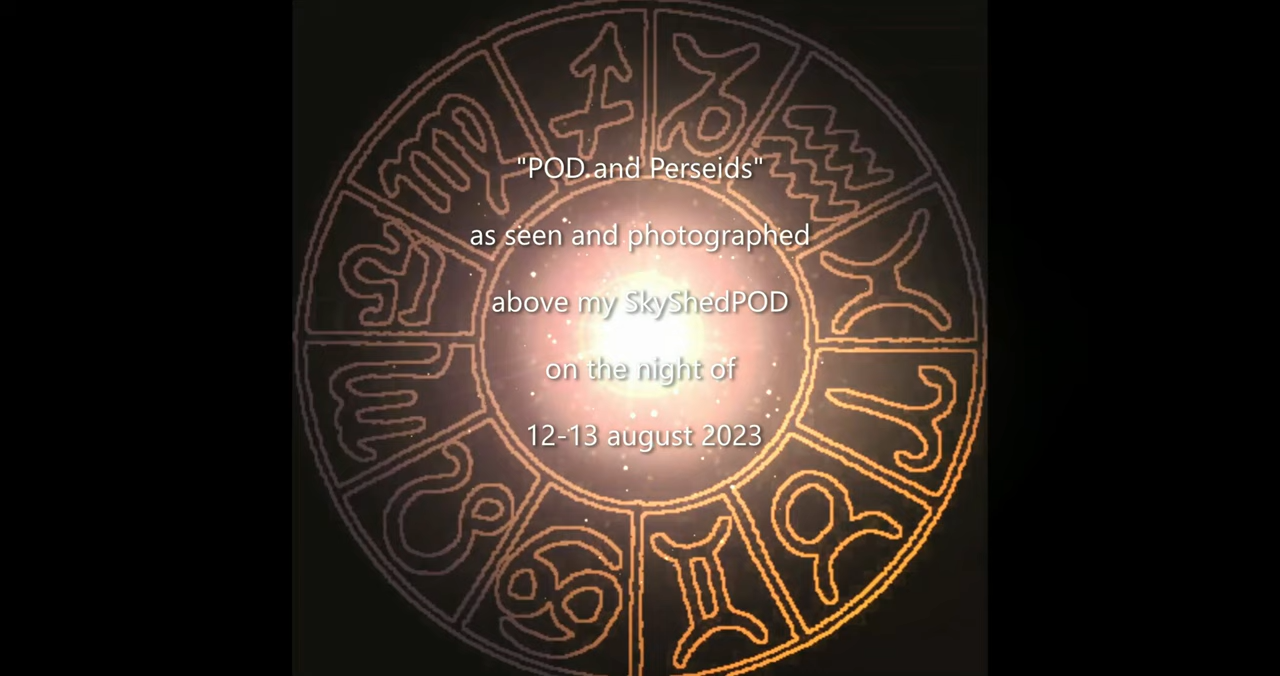 "POD and Perseids"
as seen and photographed
above my SkyShedPOD
on the night of
12-13 august 2023